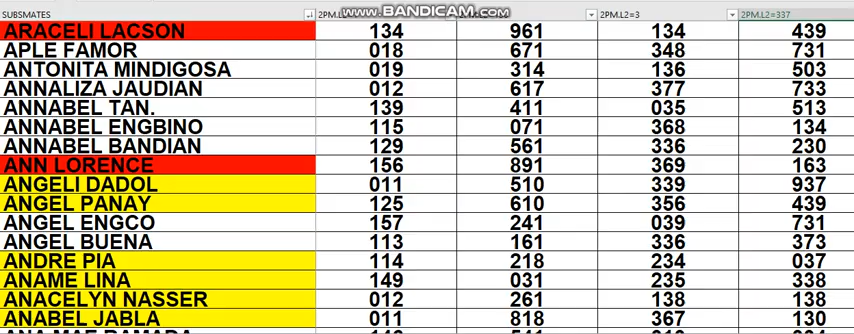 WWW.BANDICAM.COM
SUBSMATES 2PM.L2=3 2PM.L2=337
ARACELI LACSON 134 961 134 439
APLE FAMOR 018 671 348 731
ANTONITA MINDIGOSA 019 314 136 503
ANNALIZA JAUDIAN 012 617 377 733
ANNABEL TAN. 139 411 035 513
ANNABEL ENGBINO 115 071 368 134
ANNABEL BANDIAN 129 561 336 230
ANN LORENCE 156 891 369 163
ANGELI DADOL 011 510 339 937
ANGEL PANAY 125 610 356 439
ANGEL ENGCO 157 241 039 731
ANGEL BUENA 113 161 336 373
ANDRE PIA 114 218 234 037
ANAME LINA 149 031 235 338
ANACELYN NASSER 012 261 138 138
ANABEL JABLA 011 818 367 130